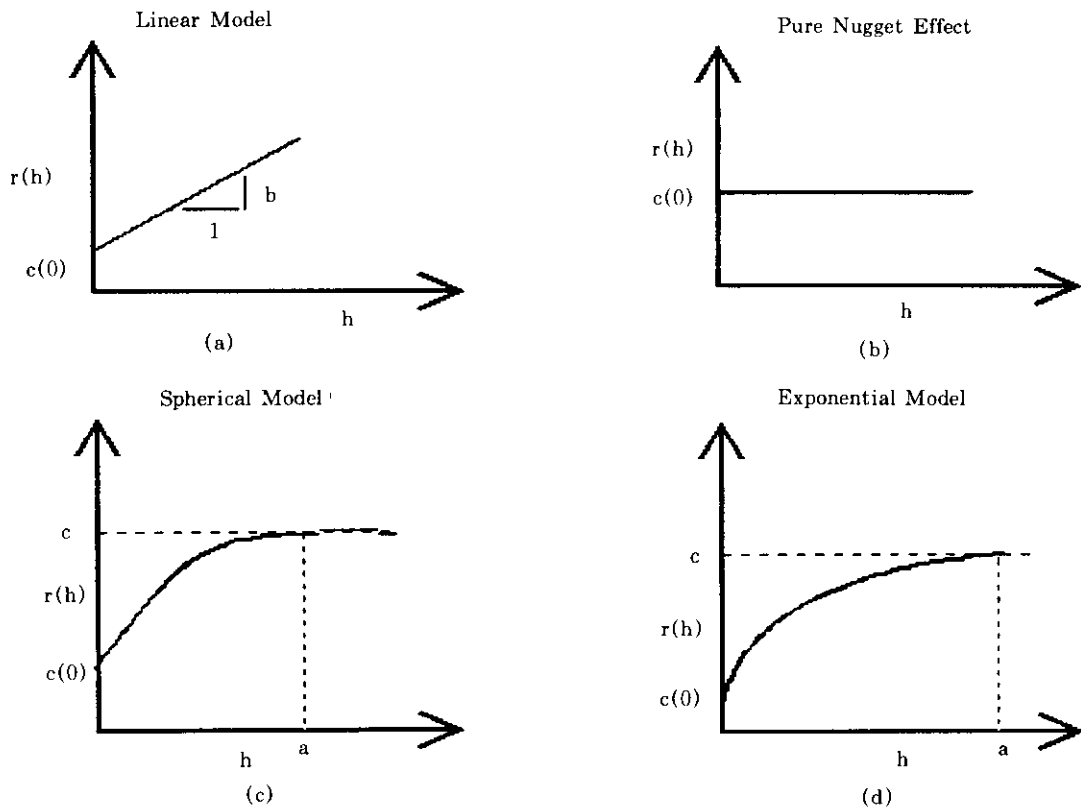 Linear Model
r(h)
b
1
c(0)
h
(a)
Pure Nugget Effect
r(h)
c(0)
h
(b)
Spherical Model
c
r(h)
c(0)
h
a
(c)
Exponential Model
c
r(h)
c(0)
h
a
(d)